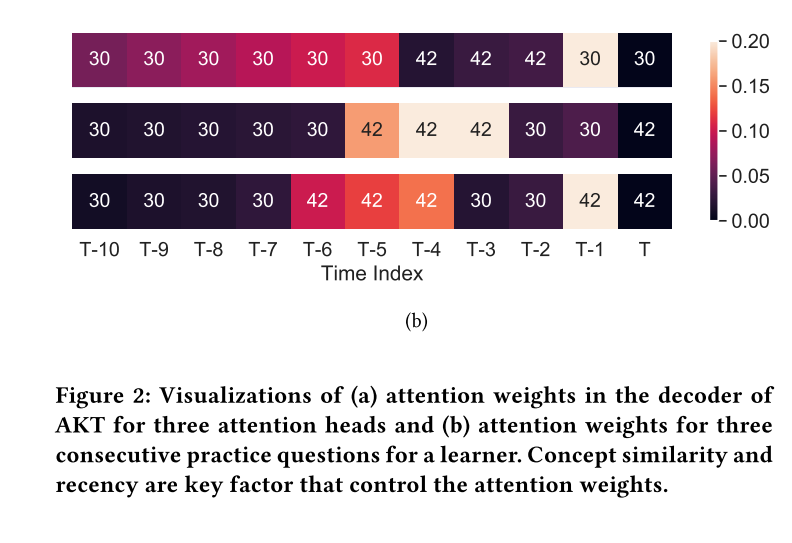 30 30 30 30 30 30 42 42 42 30 30
30 30 30 30 30 42 42 42 30 30 42
30 30 30 30 42 42 42 30 30 42 42
T-10 T-9 T-8 T-7 T-6 T-5 T-4 T-3 T-2 T-1 T
Time Index
0.20
0.15
0.10
0.05
0.00
(b)
Figure 2: Visualizations of (a) attention weights in the decoder of
AKT for three attention heads and (b) attention weights for three
consecutive practice questions for a learner. Concept similarity and
recency are key factor that control the attention weights.